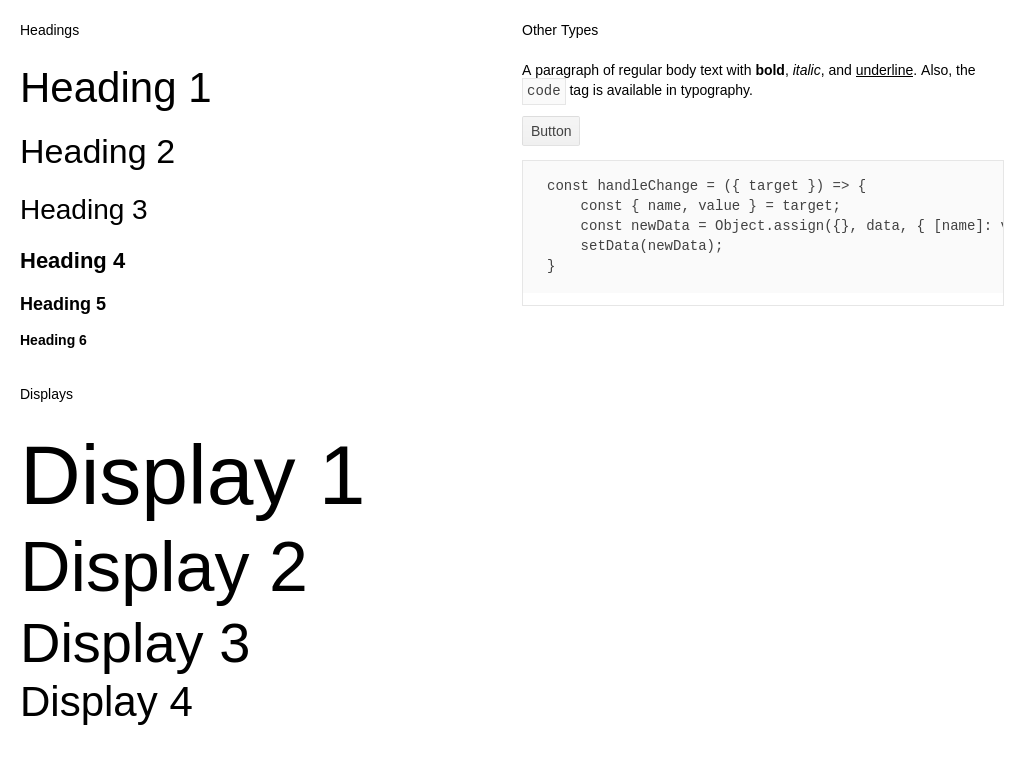 Headings
Heading 1
Heading 2
Heading 3
Heading 4
Heading 5
Heading 6
Displays
Display 1
Display 2
Display 3
Display 4
Other Types
A paragraph of regular body text with bold, italic, and underline. Also, the
code tag is available in typography.
Button
const handleChange = ({ target }) => {
    const { name, value } = target;
    const newData = Object.assign({}, data, { [name]:
    setData(newData);
}